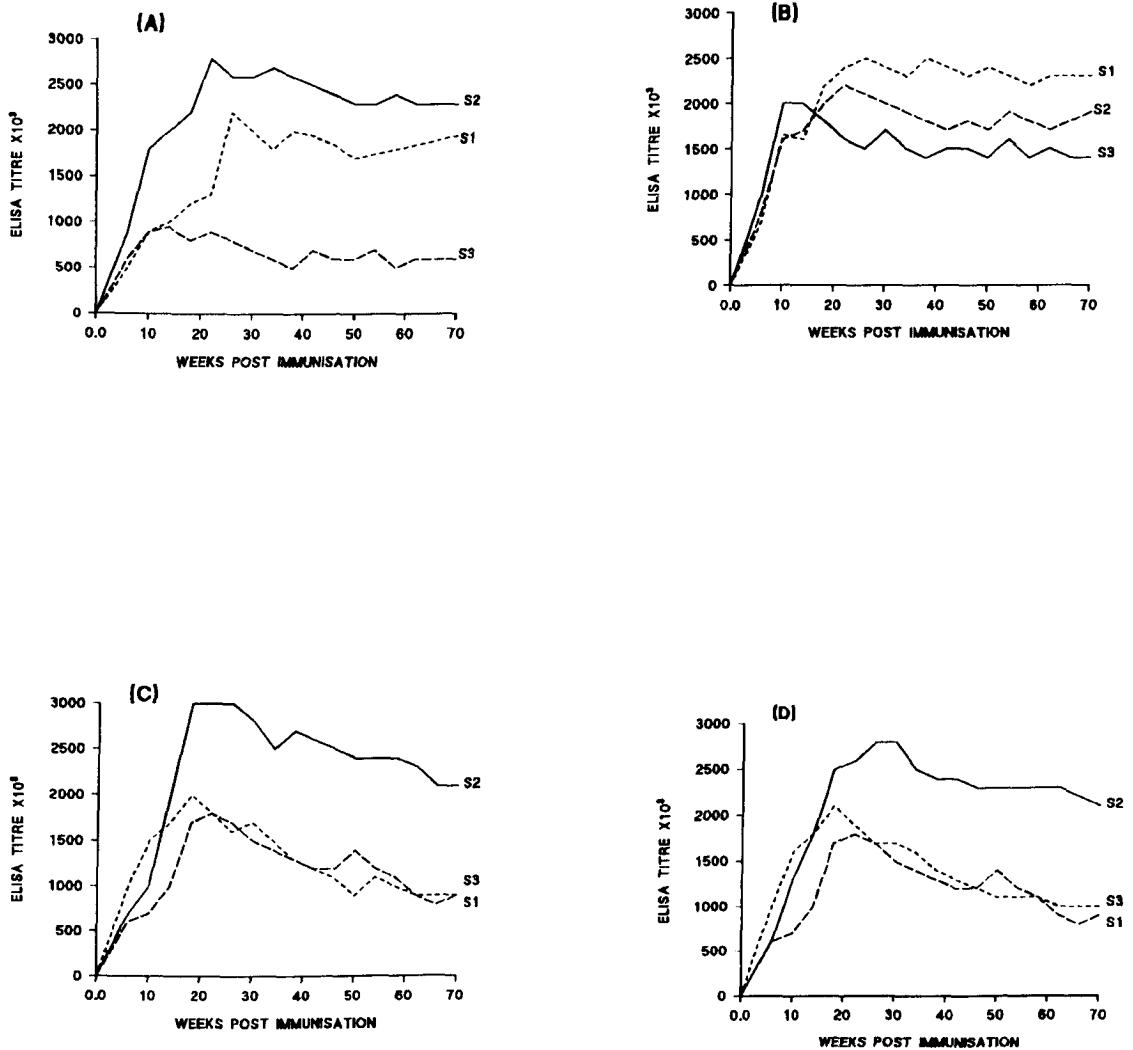 (A)
3000
2500
2000
1500
1000
500
0
ELISA TITRE X10³
S2
S1
S3
0.0 10 20 30 40 50 60 70
WEEKS POST IMMUNISATION
(B)
3000
2500
2000
1500
1000
500
0
ELISA TITRE X10³
S1
S2
S3
0.0 10 20 30 40 50 60 70
WEEKS POST IMMUNISATION
(C)
3000
2500
2000
1500
1000
500
0
ELISA TITRE X10³
S2
S3
S1
0.0 10 20 30 40 50 60 70
WEEKS POST IMMUNISATION
(D)
3000
2500
2000
1500
1000
500
0
ELISA TITRE X10³
S2
S3
S1
0.0 10 20 30 40 50 60 70
WEEKS POST IMMUNISATION